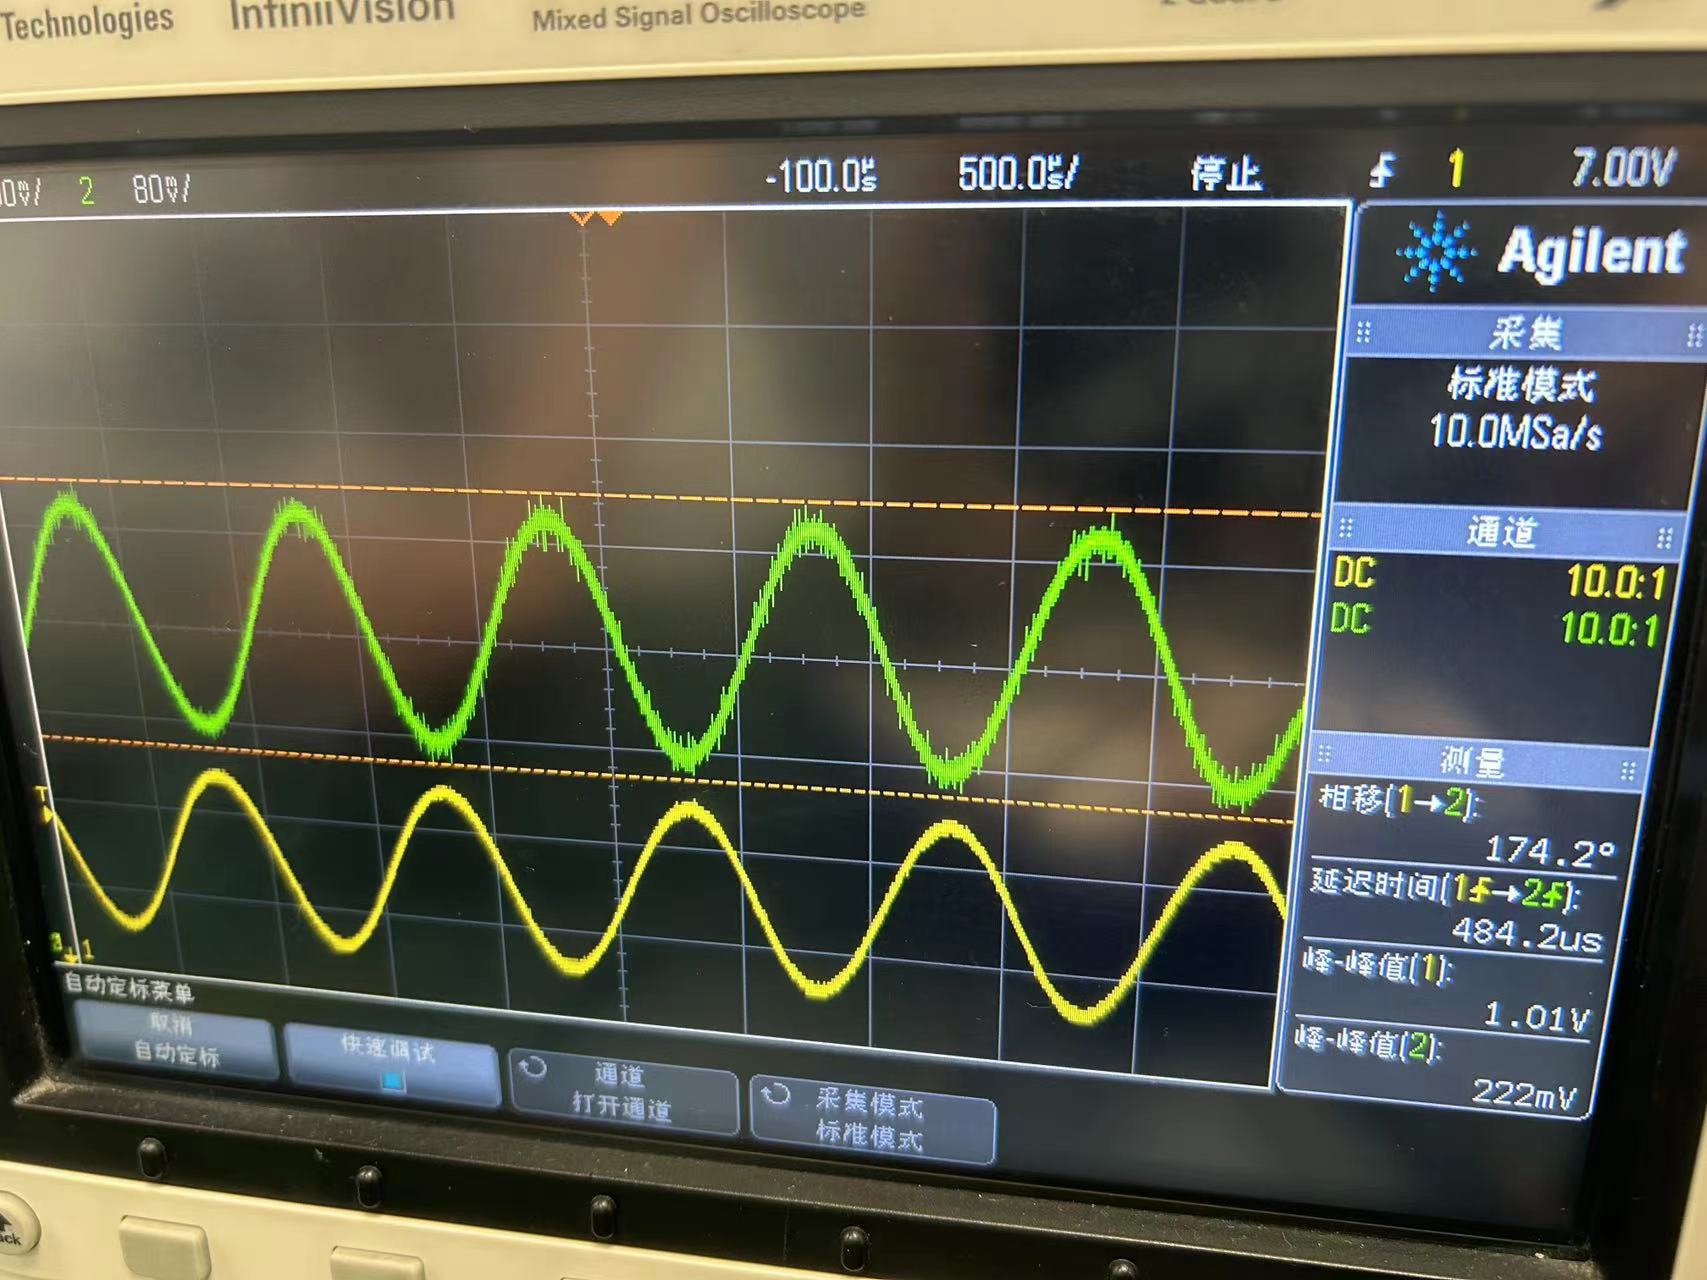 Technologies InfiniiVision Mixed Signal Oscilloscope
2 80mV/ -100.0µs 500.0µs/ 停止 1 7.00V
Agilent
采集
标准模式
10.0MSa/s
通道
DC 10.0:1
DC 10.0:1
测量
相移(1→2):
174.2°
延迟时间(1→2):
484.2us
峰-峰值(1):
1.01V
峰-峰值(2):
222mV
T
1
自动定标菜单
取消
自动定标
快速调试
通道
打开通道
采集模式
标准模式